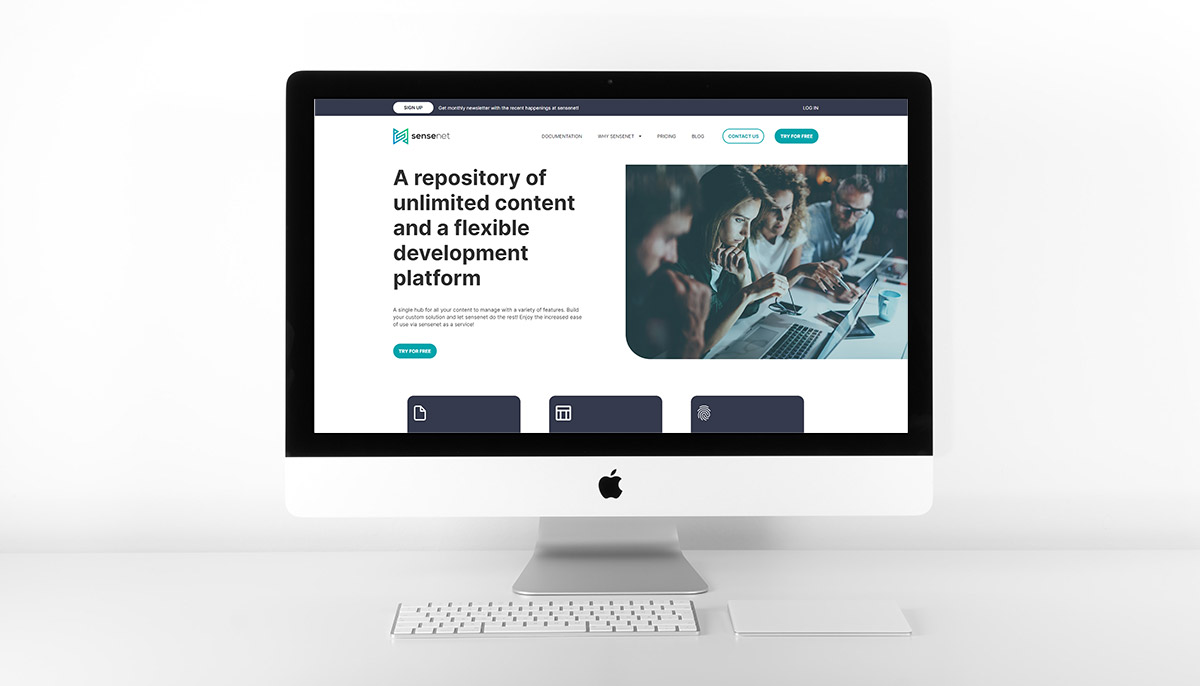 SIGN UP Get monthly newsletter with the recent happenings at sensenet! LOG IN
sensenet DOCUMENTATION WHY SENSENET PRICING BLOG CONTACT US TRY FOR FREE
A repository of
unlimited content
and a flexible
development
platform
A single hub for all your content to manage with a variety of features. Build
your custom solution and let sensenet do the rest! Enjoy the increased ease
of use via sensenet as a service!
TRY FOR FREE